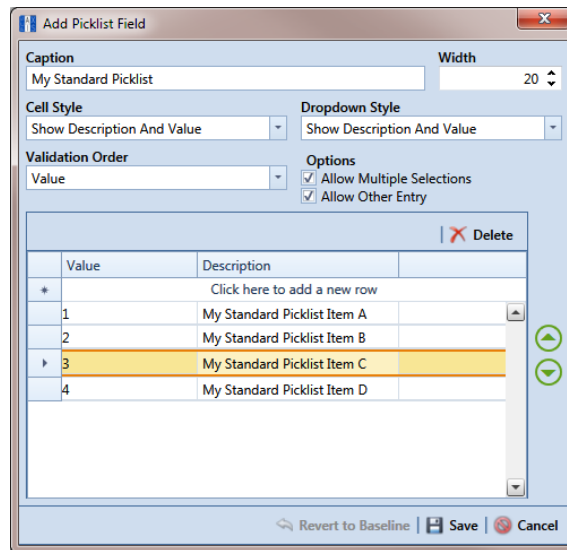 Add Picklist Field
Caption Width
My Standard Picklist 20
Cell Style Dropdown Style
Show Description And Value Show Description And Value
Validation Order Options
Value Allow Multiple Selections
Allow Other Entry
Delete
Value Description
Click here to add a new row
1 My Standard Picklist Item A
2 My Standard Picklist Item B
3 My Standard Picklist Item C
4 My Standard Picklist Item D
Revert to Baseline Save Cancel